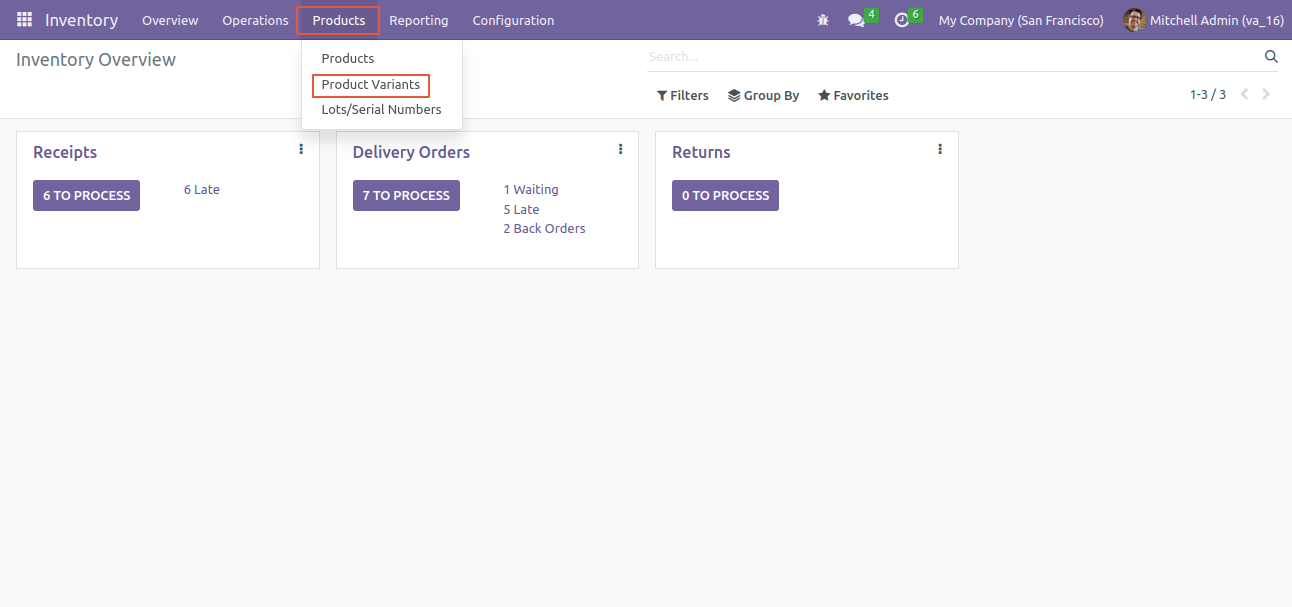 Inventory Overview Operations Products Reporting Configuration 4 6 My Company (San Francisco) Mitchell Admin (va_16)
Inventory Overview
Products
Product Variants
Lots/Serial Numbers
Search...
Filters Group By Favorites 1-3 / 3
Receipts
6 TO PROCESS
6 Late
Delivery Orders
7 TO PROCESS
1 Waiting
5 Late
2 Back Orders
Returns
0 TO PROCESS